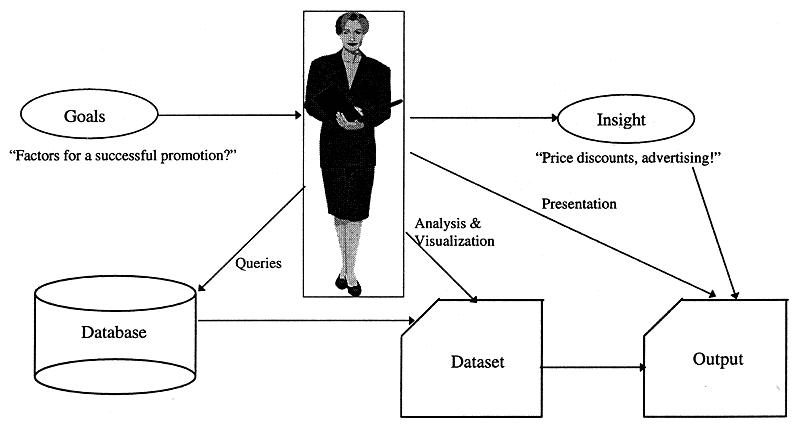 Goals
Insight
“Factors for a successful promotion?”
“Price discounts, advertising!”
Presentation
Analysis &
Visualization
Queries
Database
Dataset
Output